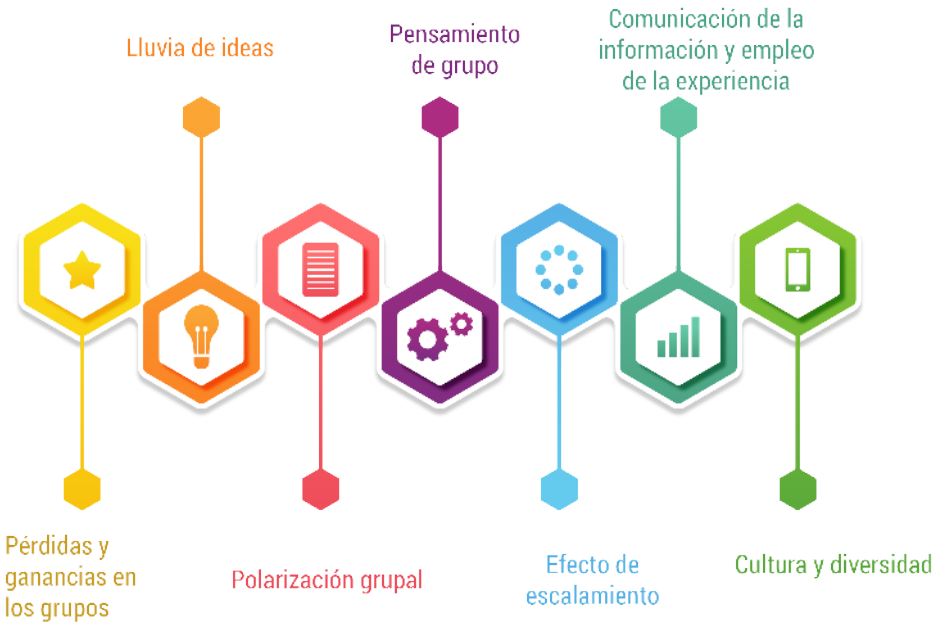 Lluvia de ideas
Pensamiento
de grupo
Comunicación de la
información y empleo
de la experiencia
Pérdidas y
ganancias en
los grupos
Polarización grupal
Efecto de
escalamiento
Cultura y diversidad